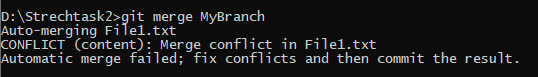 D:\Strechtask2>git merge MyBranch
Auto-merging File1.txt
CONFLICT (content): Merge conflict in File1.txt
Automatic merge failed; fix conflicts and then commit the result.